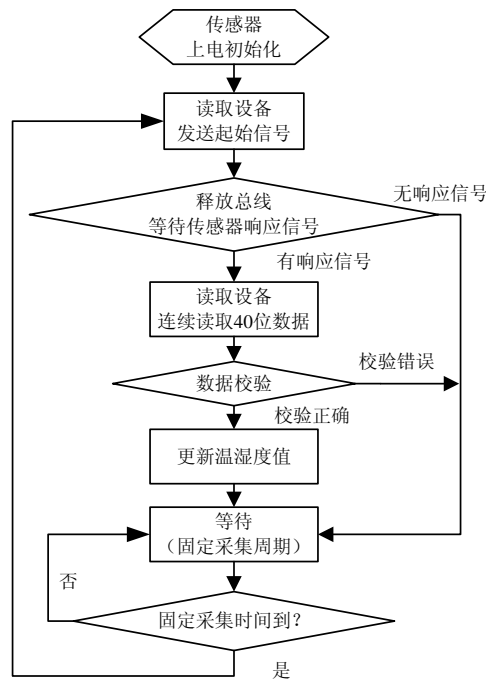 传感器
上电初始化
读取设备
发送起始信号
释放总线
等待传感器响应信号
无响应信号
有响应信号
读取设备
连续读取40位数据
数据校验
校验错误
校验正确
更新温湿度值
等待
（固定采集周期）
否
固定采集时间到？
是